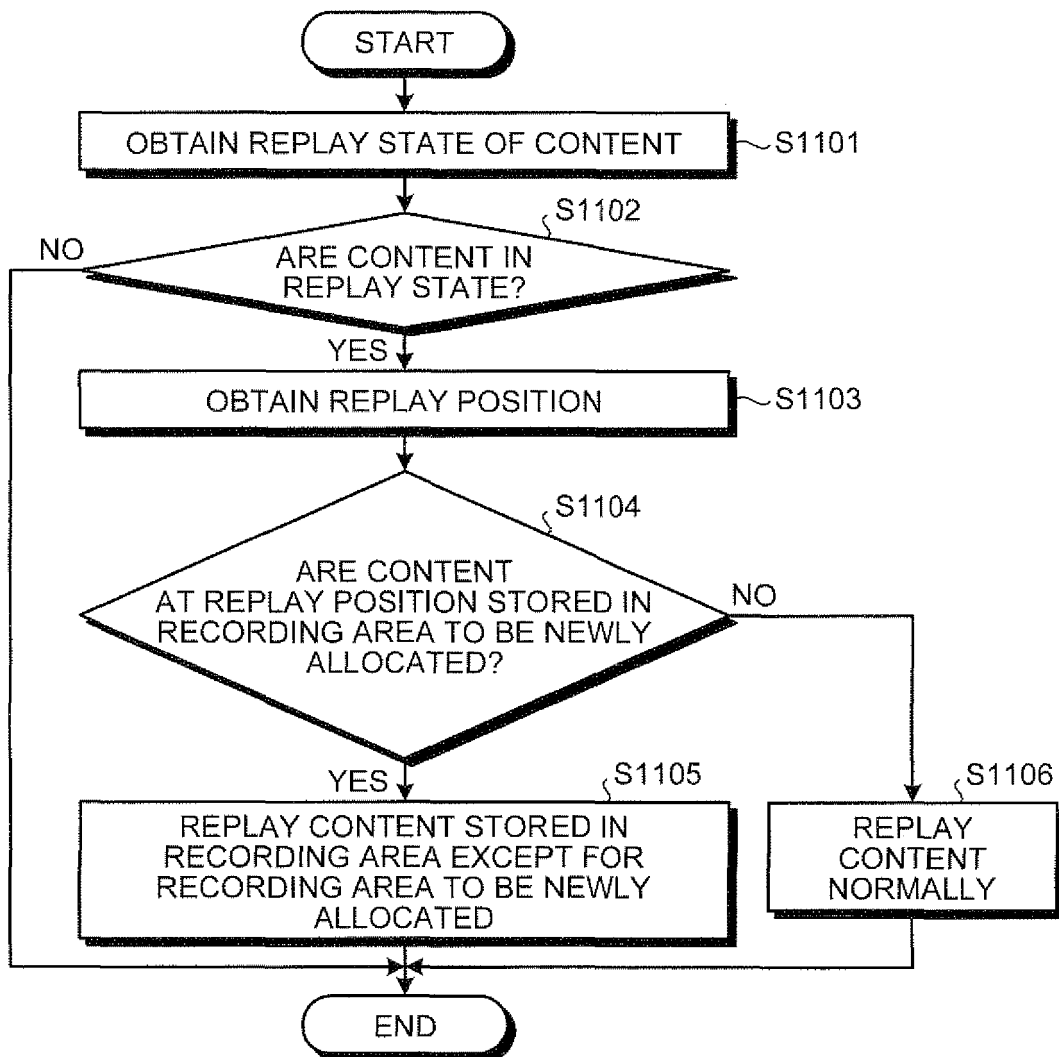 START
OBTAIN REPLAY STATE OF CONTENT
S1101
S1102
NO
ARE CONTENT IN
REPLAY STATE?
YES
OBTAIN REPLAY POSITION
S1103
S1104
ARE CONTENT
AT REPLAY POSITION STORED IN
RECORDING AREA TO BE NEWLY
ALLOCATED?
NO
YES
S1105
REPLAY CONTENT STORED IN
RECORDING AREA EXCEPT FOR
RECORDING AREA TO BE NEWLY
ALLOCATED
S1106
REPLAY
CONTENT
NORMALLY
END